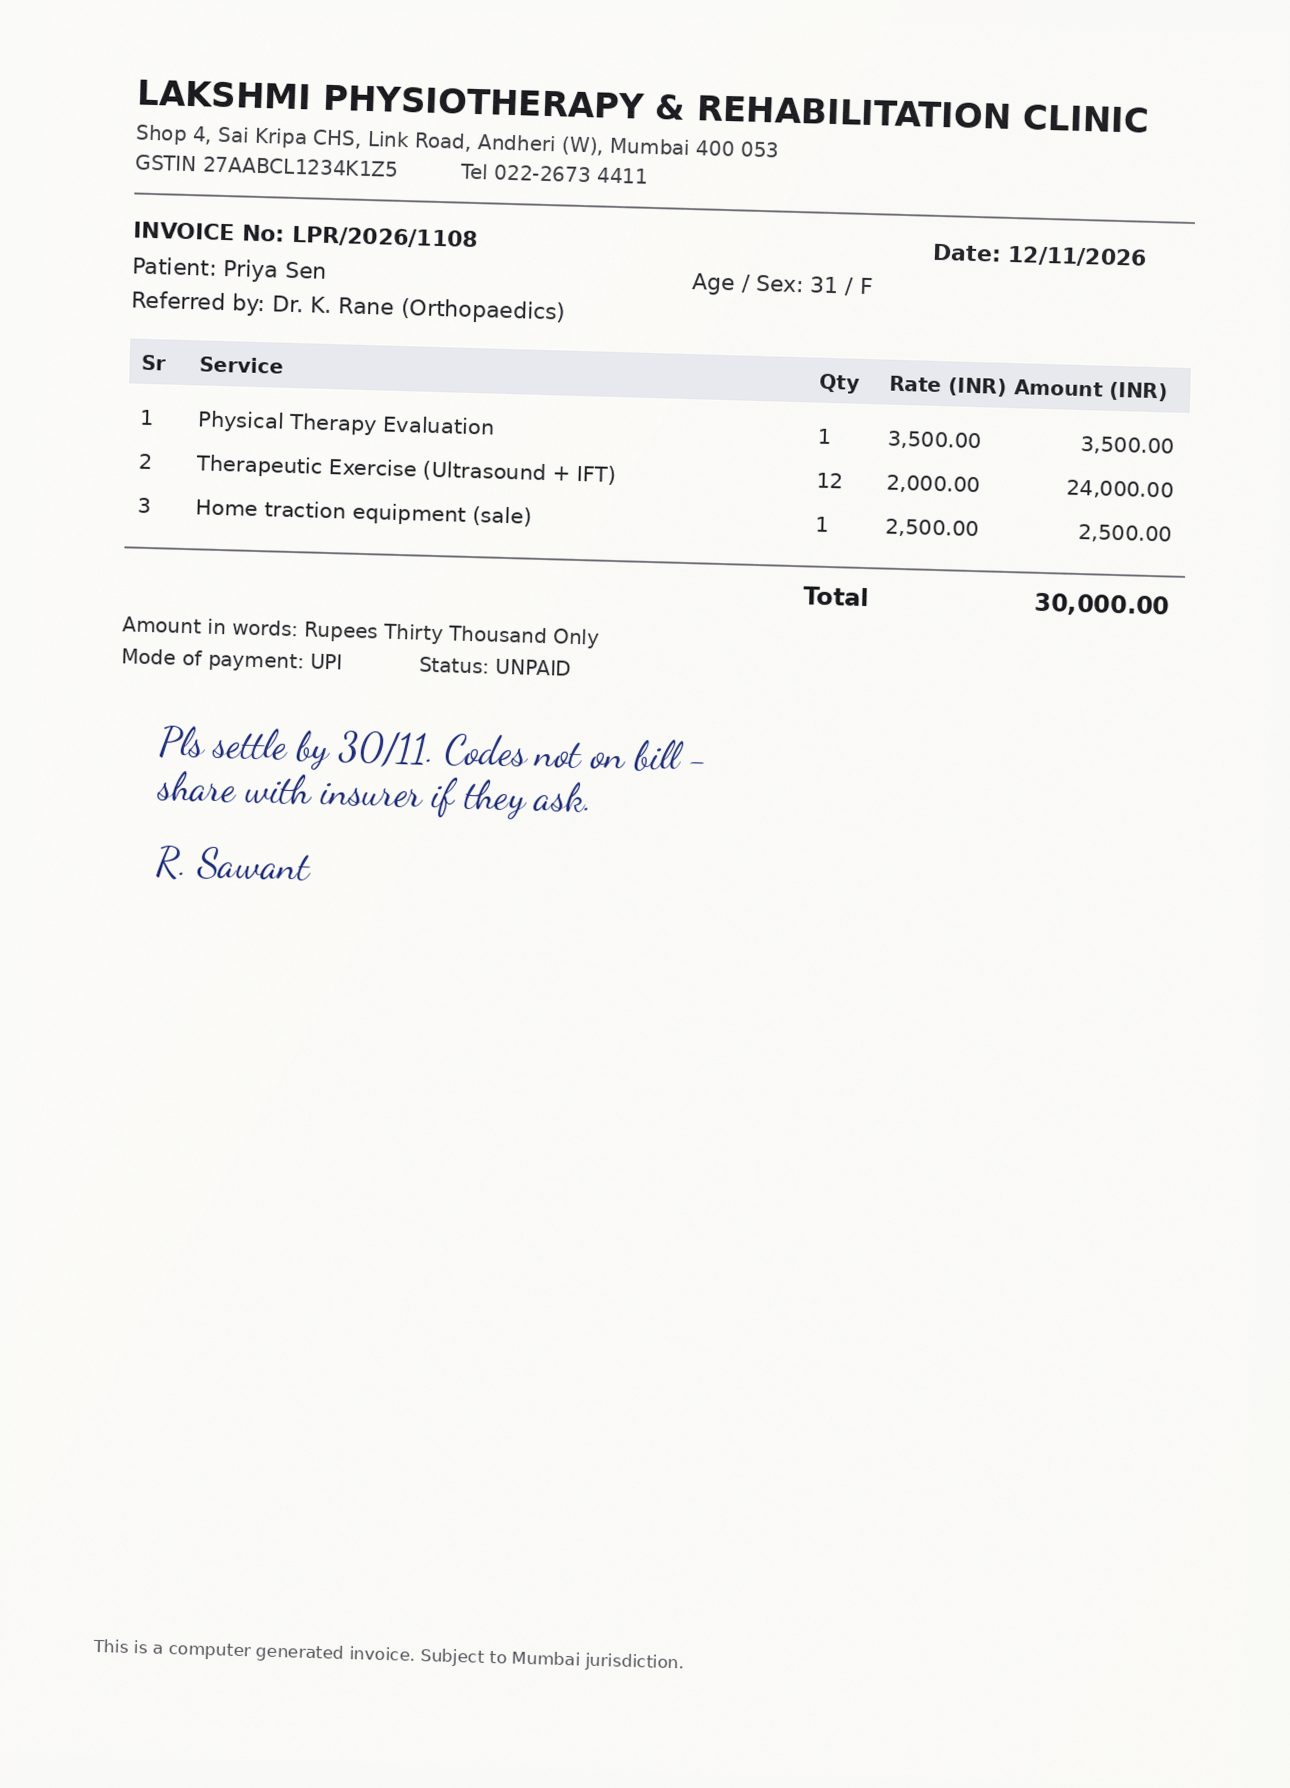 LAKSHMI PHYSIOTHERAPY & REHABILITATION CLINIC
Shop 4, Sai Kripa CHS, Link Road, Andheri (W), Mumbai 400 053
GSTIN 27AABCL1234K1Z5 Tel 022-2673 4411
INVOICE No: LPR/2026/1108 Date: 12/11/2026
Patient: Priya Sen Age / Sex: 31 / F
Referred by: Dr. K. Rane (Orthopaedics)
Sr Service Qty Rate (INR) Amount (INR)
1 Physical Therapy Evaluation 1 3,500.00 3,500.00
2 Therapeutic Exercise (Ultrasound + IFT) 12 2,000.00 24,000.00
3 Home traction equipment (sale) 1 2,500.00 2,500.00
Total 30,000.00
Amount in words: Rupees Thirty Thousand Only
Mode of payment: UPI Status: UNPAID
Pls settle by 30/11. Codes not on bill -
share with insurer if they ask.
R. Sawant
This is a computer generated invoice. Subject to Mumbai jurisdiction.